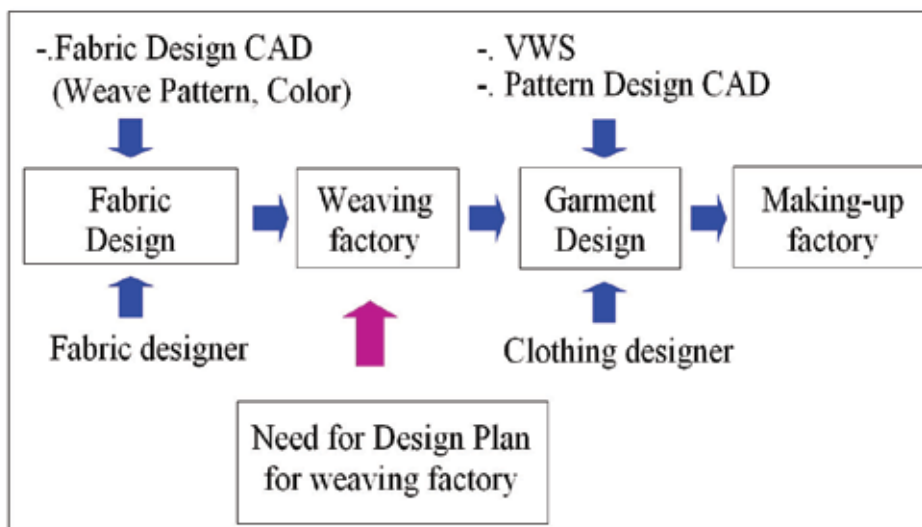 -.Fabric Design CAD
(Weave Pattern, Color)
-. VWS
-. Pattern Design CAD
Fabric
Design
Weaving
factory
Garment
Design
Making-up
factory
Fabric designer
Clothing designer
Need for Design Plan
for weaving factory